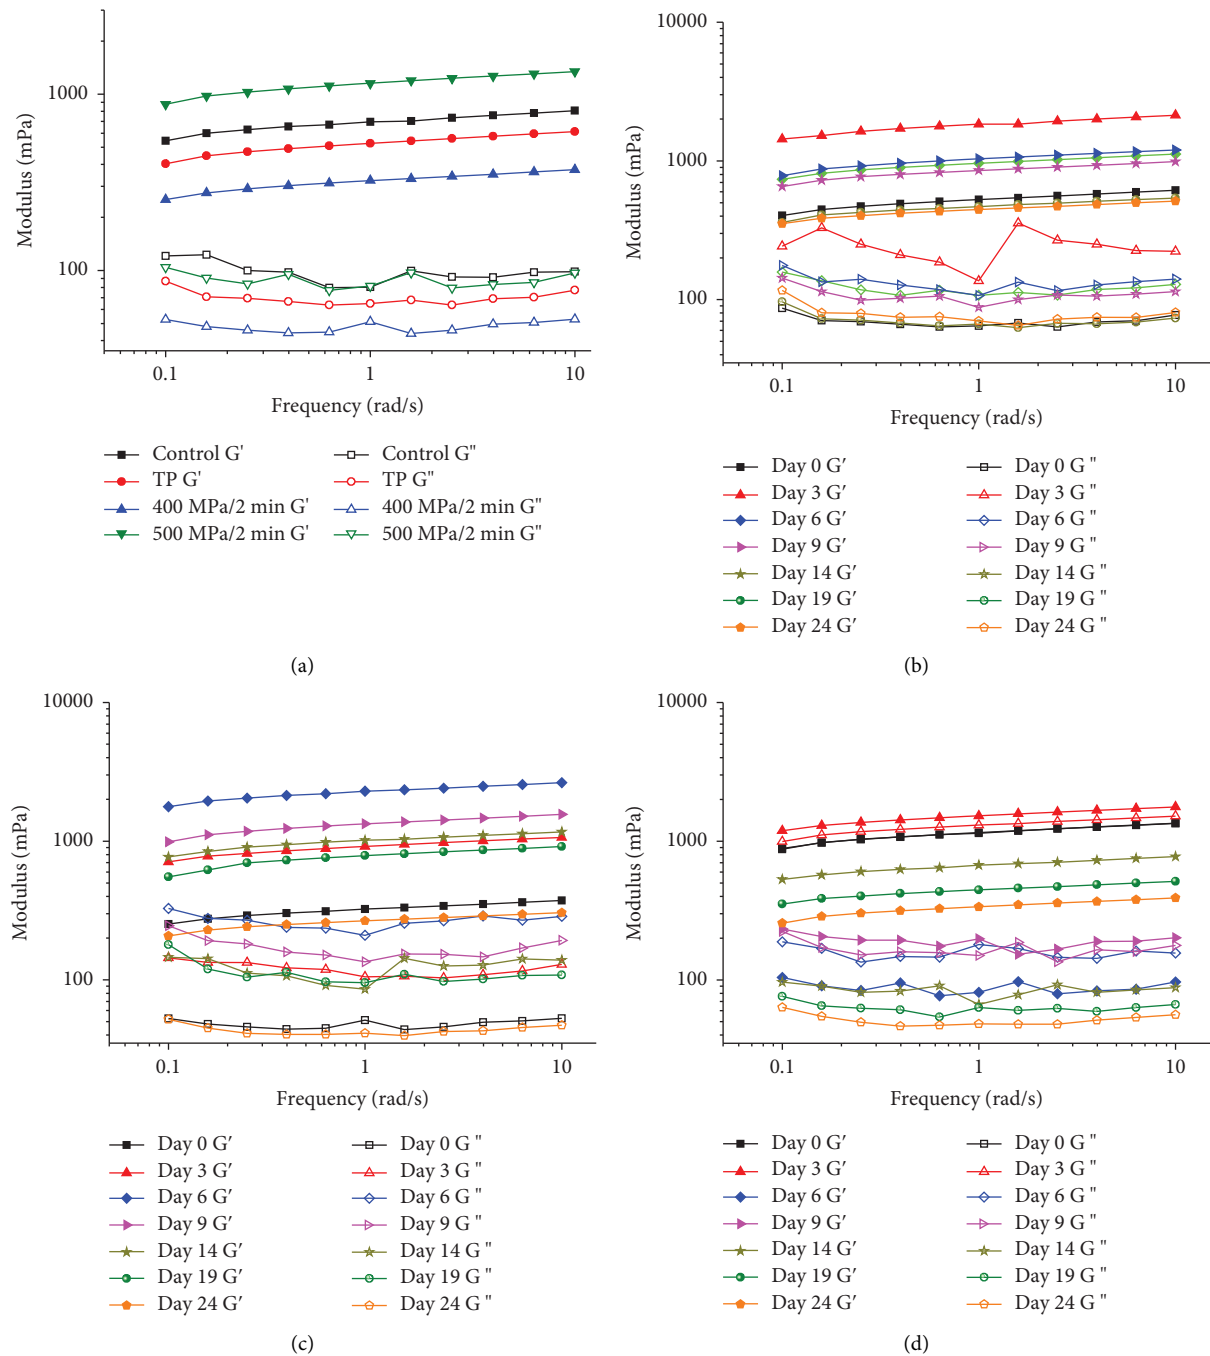 1000
100
Modulus (mPa)
0.1 1 10
Frequency (rad/s)
Control G' Control G"
TP G' TP G"
400 MPa/2 min G' 400 MPa/2 min G"
500 MPa/2 min G' 500 MPa/2 min G"
(a)
10000
1000
100
Modulus (mPa)
0.1 1 10
Frequency (rad/s)
Day 0 G′ Day 0 G "
Day 3 G′ Day 3 G "
Day 6 G′ Day 6 G "
Day 9 G′ Day 9 G "
Day 14 G′ Day 14 G "
Day 19 G′ Day 19 G "
Day 24 G′ Day 24 G "
(b)
10000
1000
100
Modulus (mPa)
0.1 1 10
Frequency (rad/s)
Day 0 G′ Day 0 G "
Day 3 G′ Day 3 G "
Day 6 G′ Day 6 G "
Day 9 G′ Day 9 G "
Day 14 G′ Day 14 G "
Day 19 G′ Day 19 G "
Day 24 G′ Day 24 G "
(c)
10000
1000
100
Modulus (mPa)
0.1 1 10
Frequency (rad/s)
Day 0 G′ Day 0 G "
Day 3 G′ Day 3 G "
Day 6 G′ Day 6 G "
Day 9 G′ Day 9 G "
Day 14 G′ Day 14 G "
Day 19 G′ Day 19 G "
Day 24 G′ Day 24 G "
(d)